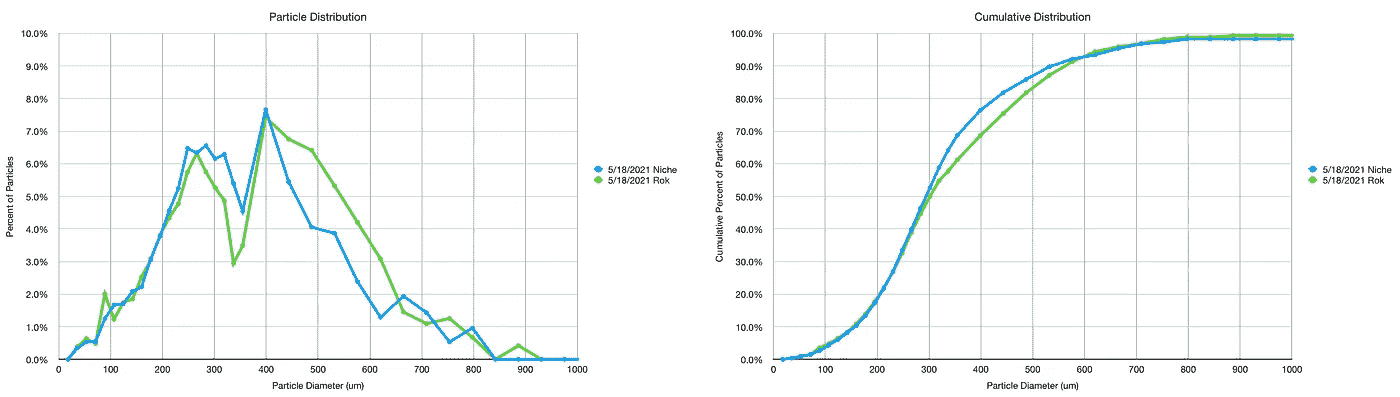 Particle Distribution
10.0%
9.0%
8.0%
7.0%
6.0%
5.0%
4.0%
3.0%
2.0%
1.0%
0.0%
Percent of Particles
0 100 200 300 400 500 600 700 800 900 1000
Particle Diameter (um)
5/18/2021 Niche
5/18/2021 Rok
Cumulative Distribution
100.0%
90.0%
80.0%
70.0%
60.0%
50.0%
40.0%
30.0%
20.0%
10.0%
0.0%
Cumulative Percent of Particles
0 100 200 300 400 500 600 700 800 900 1000
Particle Diameter (um)
5/18/2021 Niche
5/18/2021 Rok